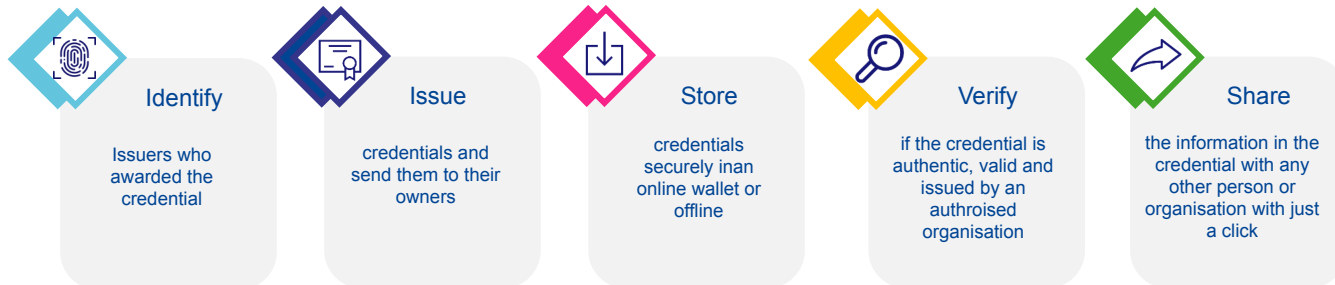 Identify
Issuers who
awarded the
credential
Issue
credentials and
send them to their
owners
Store
credentials
securely inan
online wallet or
offline
Verify
if the credential is
authentic, valid and
issued by an
authroised
organisation
Share
the information in the
credential with any
other person or
organisation with just
a click